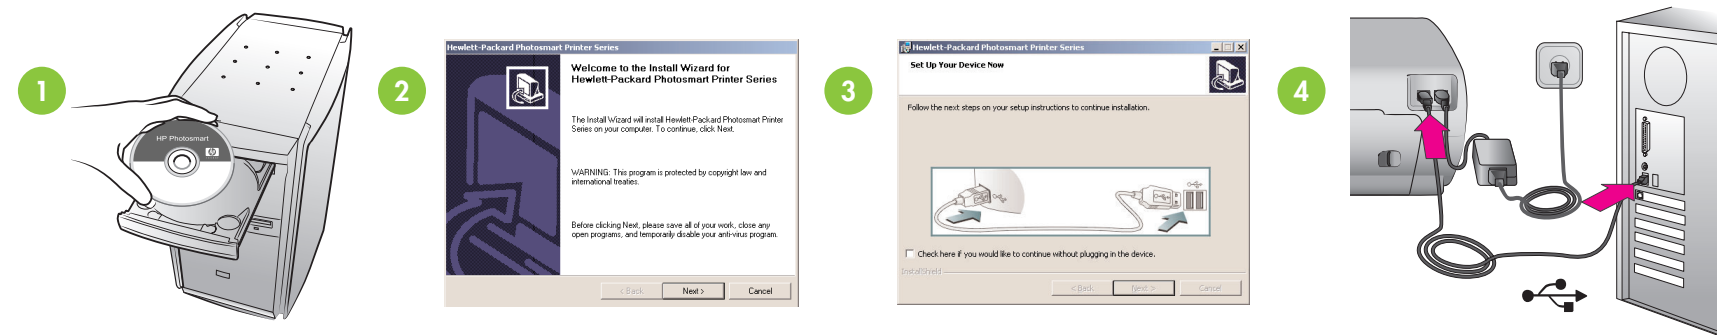 1
HP Photosmart
hp
2
Hewlett-Packard Photosmart Printer Series
Welcome to the Install Wizard for
Hewlett-Packard Photosmart Printer Series
The Install Wizard will install Hewlett-Packard Photosmart Printer
Series on your computer. To continue, click Next.
WARNING: This program is protected by copyright law and
international treaties.
Before clicking Next, please save all of your work, close any
open programs, and temporarily disable your anti-virus program.
< Back
Next >
Cancel
3
Hewlett-Packard Photosmart Printer Series
Set Up Your Device Now
Follow the next steps on your setup instructions to continue installation.
Check here if you would like to continue without plugging in the device.
InstallShield
< Back
Next >
Cancel
4